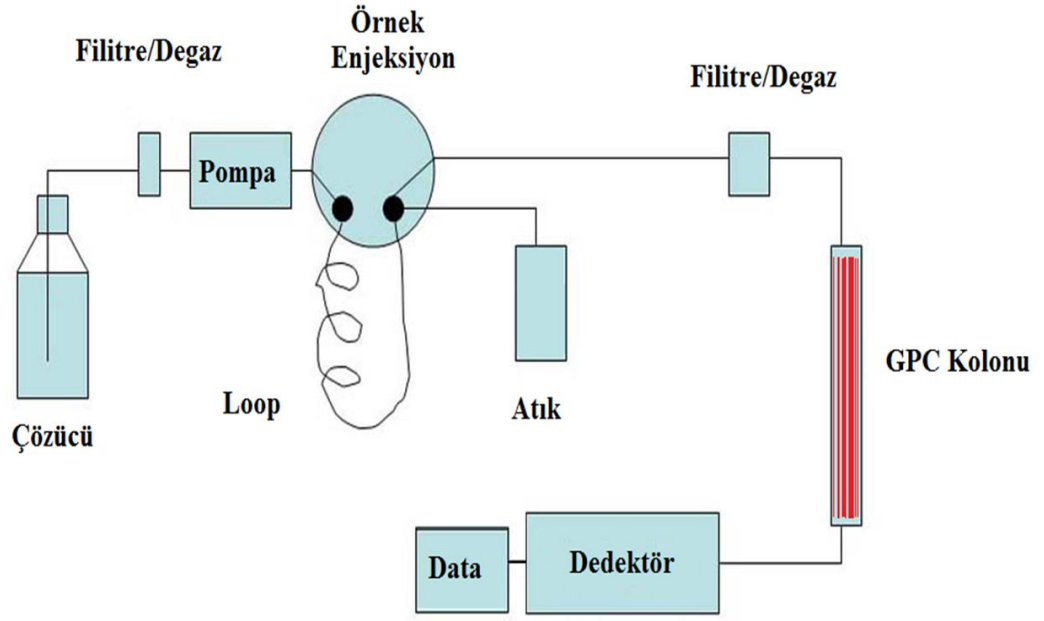 Örnek
Enjeksiyon
Filitre/Degaz
Filitre/Degaz
Pompa
GPC Kolonu
Loop
Atık
Çözücü
Data
Dedektör